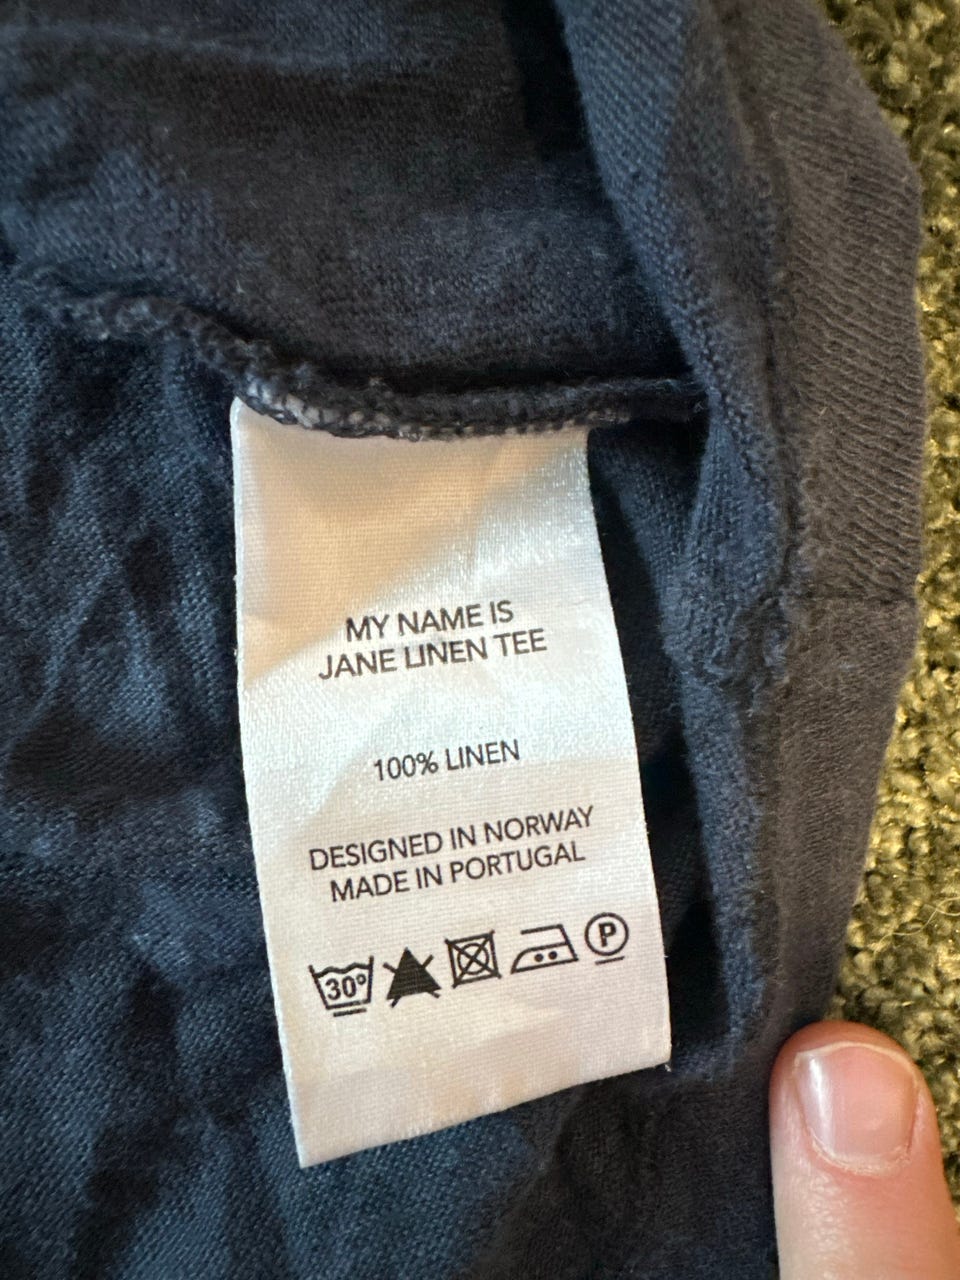 MY NAME IS
JANE LINEN TEE
100% LINEN
DESIGNED IN NORWAY
MADE IN PORTUGAL
30° P